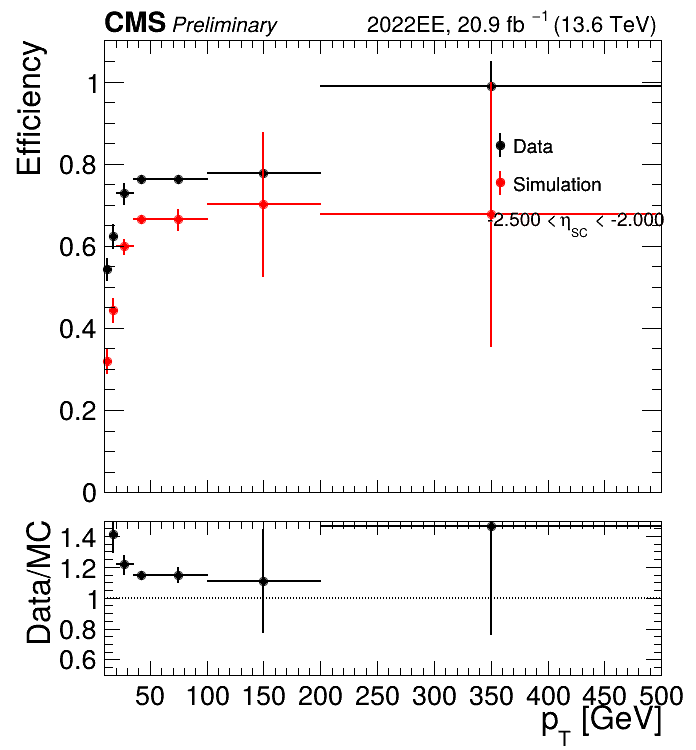 CMS Preliminary 2022EE, 20.9 fb⁻¹ (13.6 TeV)
Efficiency
1
0.8
0.6
0.4
0.2
0
Data
Simulation
-2.500 < η_SC < -2.000
Data/MC
1.4
1.2
1
0.8
0.6
50 100 150 200 250 300 350 400 450 500
p_T [GeV]